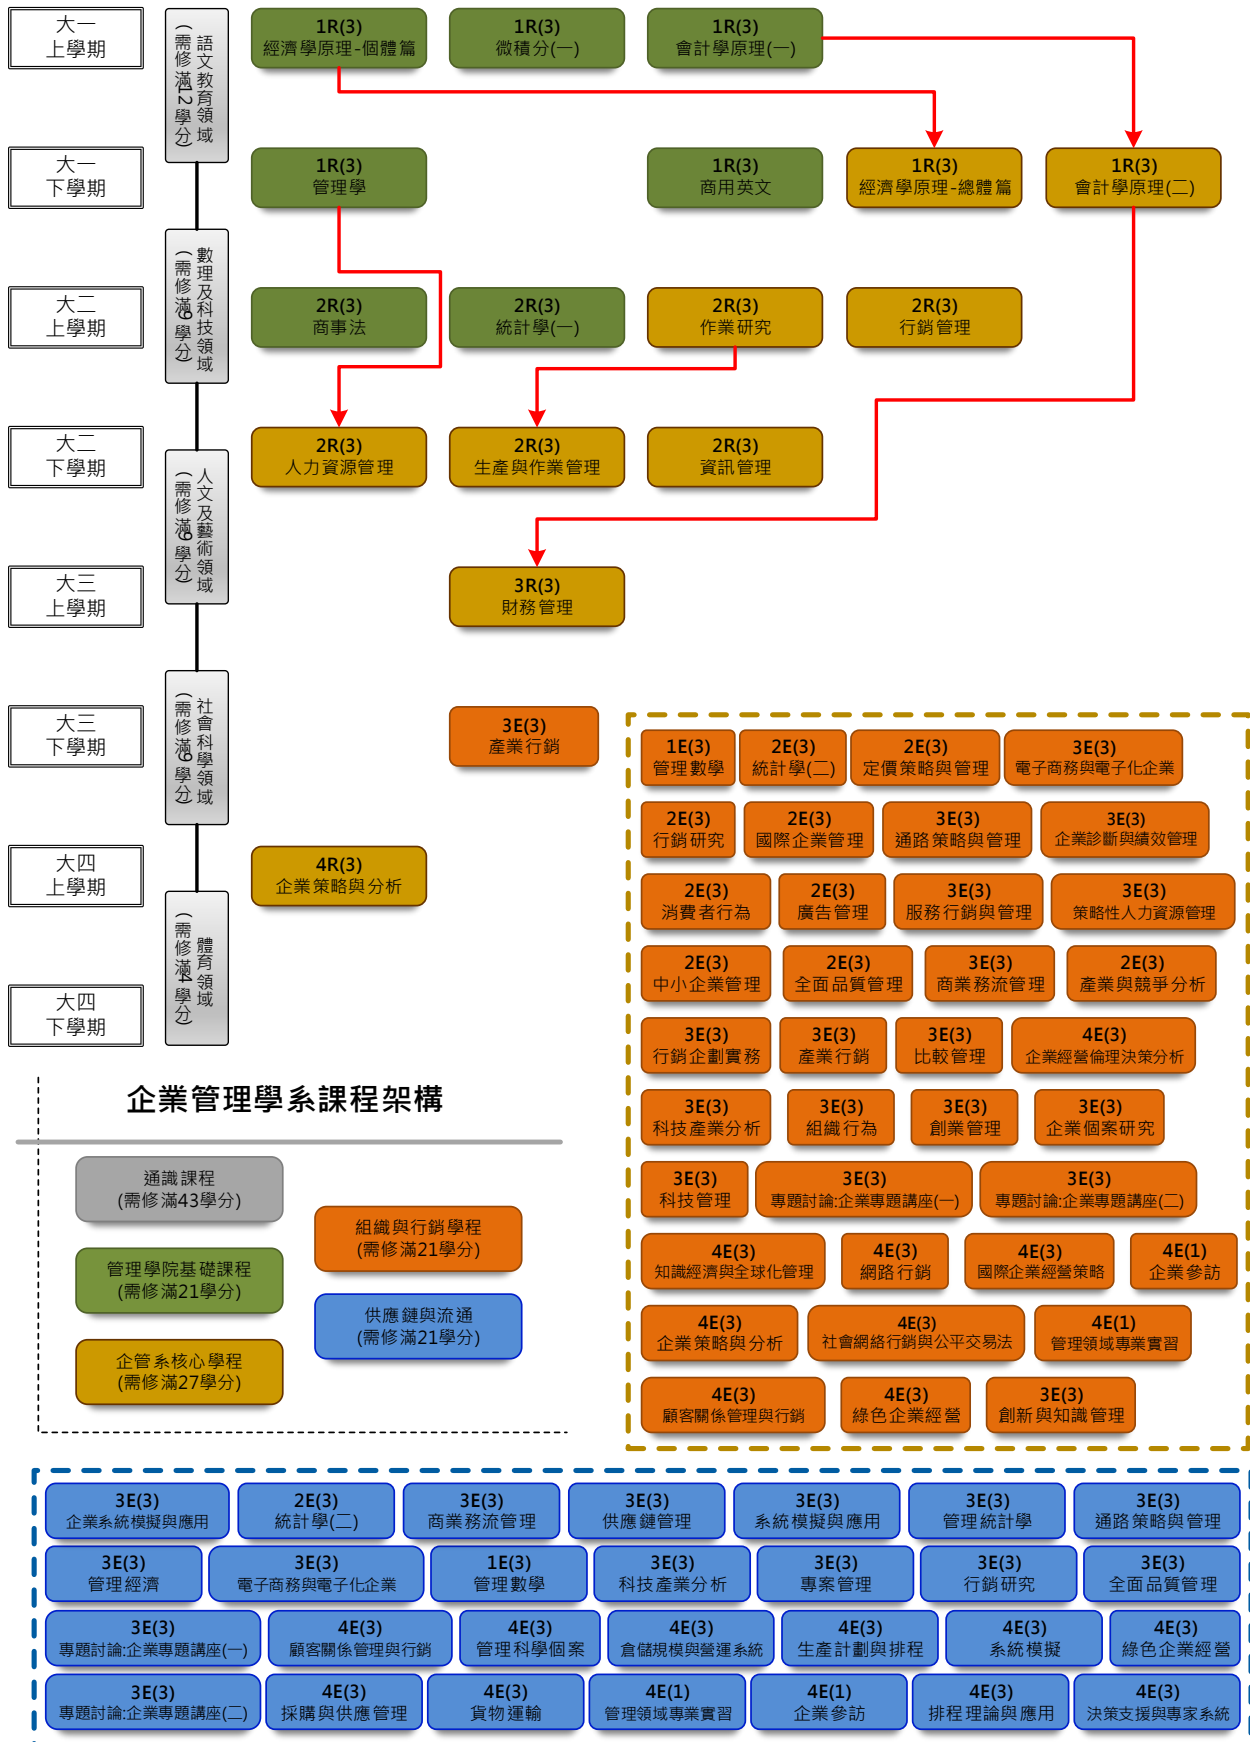 大一
上學期
語文教育領域
(需修滿12學分)
1R(3)
經濟學原理-個體篇
1R(3)
微積分(一)
1R(3)
會計學原理(一)
大一
下學期
1R(3)
管理學
1R(3)
商用英文
1R(3)
經濟學原理-總體篇
1R(3)
會計學原理(二)
數理及科技領域
(需修滿9學分)
大二
上學期
2R(3)
商事法
2R(3)
統計學(一)
2R(3)
作業研究
2R(3)
行銷管理
大二
下學期
人文及藝術領域
(需修滿9學分)
2R(3)
人力資源管理
2R(3)
生產與作業管理
2R(3)
資訊管理
大三
上學期
3R(3)
財務管理
社會科學領域
(需修滿9學分)
大三
下學期
3E(3)
產業行銷
大四
上學期
4R(3)
企業策略與分析
體育領域
(需修滿4學分)
大四
下學期
1E(3)
管理數學
2E(3)
統計學(二)
2E(3)
定價策略與管理
3E(3)
電子商務與電子化企業
2E(3)
行銷研究
2E(3)
國際企業管理
3E(3)
通路策略與管理
3E(3)
企業診斷與績效管理
2E(3)
消費者行為
2E(3)
廣告管理
3E(3)
服務行銷與管理
3E(3)
策略性人力資源管理
2E(3)
中小企業管理
2E(3)
全面品質管理
3E(3)
商業務流管理
2E(3)
產業與競爭分析
3E(3)
行銷企劃實務
3E(3)
產業行銷
3E(3)
比較管理
4E(3)
企業經營倫理決策分析
3E(3)
科技產業分析
3E(3)
組織行為
3E(3)
創業管理
3E(3)
企業個案研究
3E(3)
科技管理
3E(3)
專題討論:企業專題講座(一)
3E(3)
專題討論:企業專題講座(二)
4E(3)
知識經濟與全球化管理
4E(3)
網路行銷
4E(3)
國際企業經營策略
4E(1)
企業參訪
4E(3)
企業策略與分析
4E(3)
社會網絡行銷與公平交易法
4E(1)
管理領域專業實習
4E(3)
顧客關係管理與行銷
4E(3)
綠色企業經營
3E(3)
創新與知識管理
企業管理學系課程架構
通識課程
(需修滿43學分)
管理學院基礎課程
(需修滿21學分)
企管系核心學程
(需修滿27學分)
組織與行銷學程
(需修滿21學分)
供應鏈與流通
(需修滿21學分)
3E(3)
企業系統模擬與應用
2E(3)
統計學(二)
3E(3)
商業務流管理
3E(3)
供應鏈管理
3E(3)
系統模擬與應用
3E(3)
管理統計學
3E(3)
通路策略與管理
3E(3)
管理經濟
3E(3)
電子商務與電子化企業
1E(3)
管理數學
3E(3)
科技產業分析
3E(3)
專案管理
3E(3)
行銷研究
3E(3)
全面品質管理
3E(3)
專題討論:企業專題講座(一)
4E(3)
顧客關係管理與行銷
4E(3)
管理科學個案
4E(3)
倉儲規模與營運系統
4E(3)
生產計劃與排程
4E(3)
系統模擬
4E(3)
綠色企業經營
3E(3)
專題討論:企業專題講座(二)
4E(3)
採購與供應管理
4E(3)
貨物運輸
4E(1)
管理領域專業實習
4E(1)
企業參訪
4E(3)
排程理論與應用
4E(3)
決策支援與專家系統